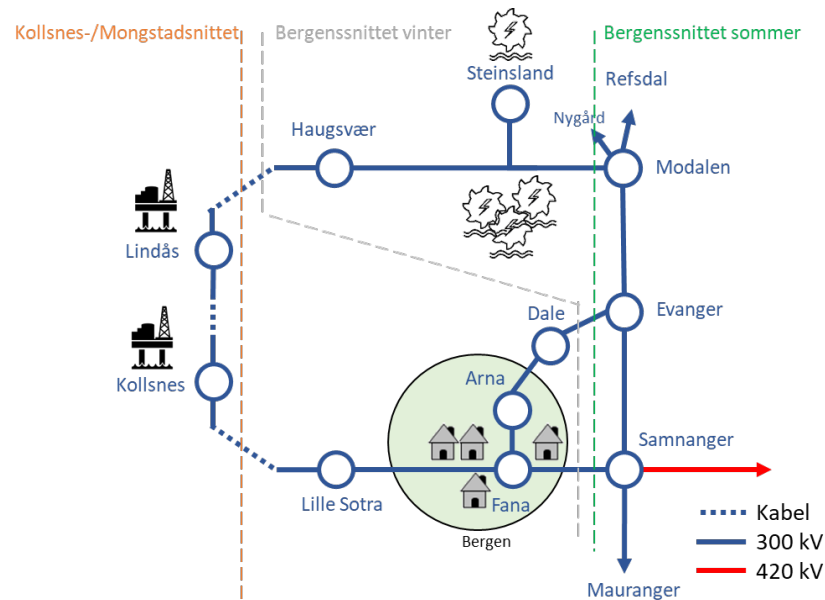 Kollsnes-/Mongstadsnittet
Bergenssnittet vinter
Bergenssnittet sommer
Steinsland
Refsdal
Nygård
Haugsvær
Modalen
Lindås
Evanger
Dale
Kollsnes
Arna
Samnanger
Lille Sotra
Fana
Bergen
Kabel
300 kV
420 kV
Mauranger